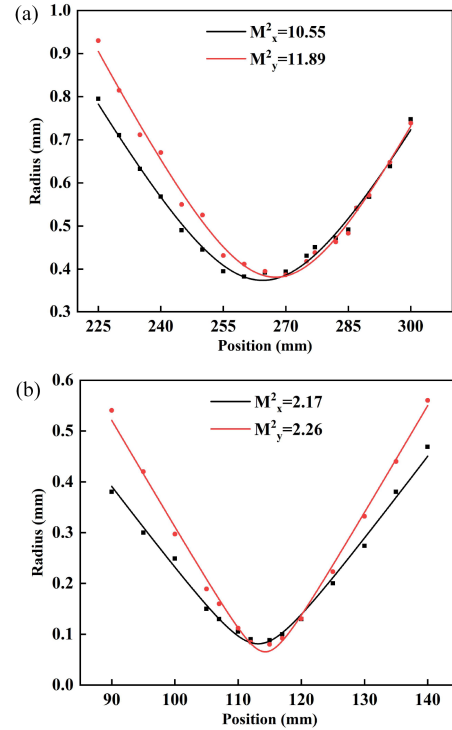 (a)
1.0
0.9
0.8
0.7
0.6
0.5
0.4
0.3
Radius (mm)
M²ₓ=10.55
M²ᵧ=11.89
225 240 255 270 285 300
Position (mm)
(b)
0.6
0.5
0.4
0.3
0.2
0.1
0.0
Radius (mm)
M²ₓ=2.17
M²ᵧ=2.26
90 100 110 120 130 140
Position (mm)